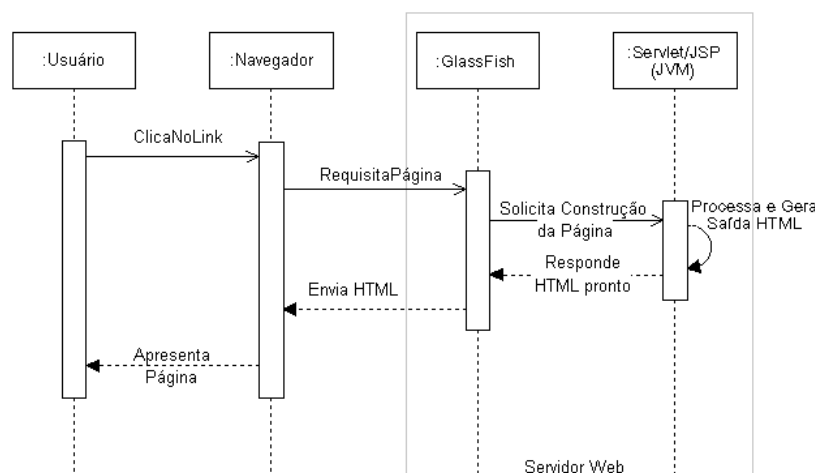 :Usuário
:Navegador
:GlassFish
:Servlet/JSP
(JVM)
ClicaNoLink
RequisitaPágina
Solicita Construção
da Página
Processa e Gera
Saída HTML
Responde
HTML pronto
Envia HTML
Apresenta
Página
Servidor Web